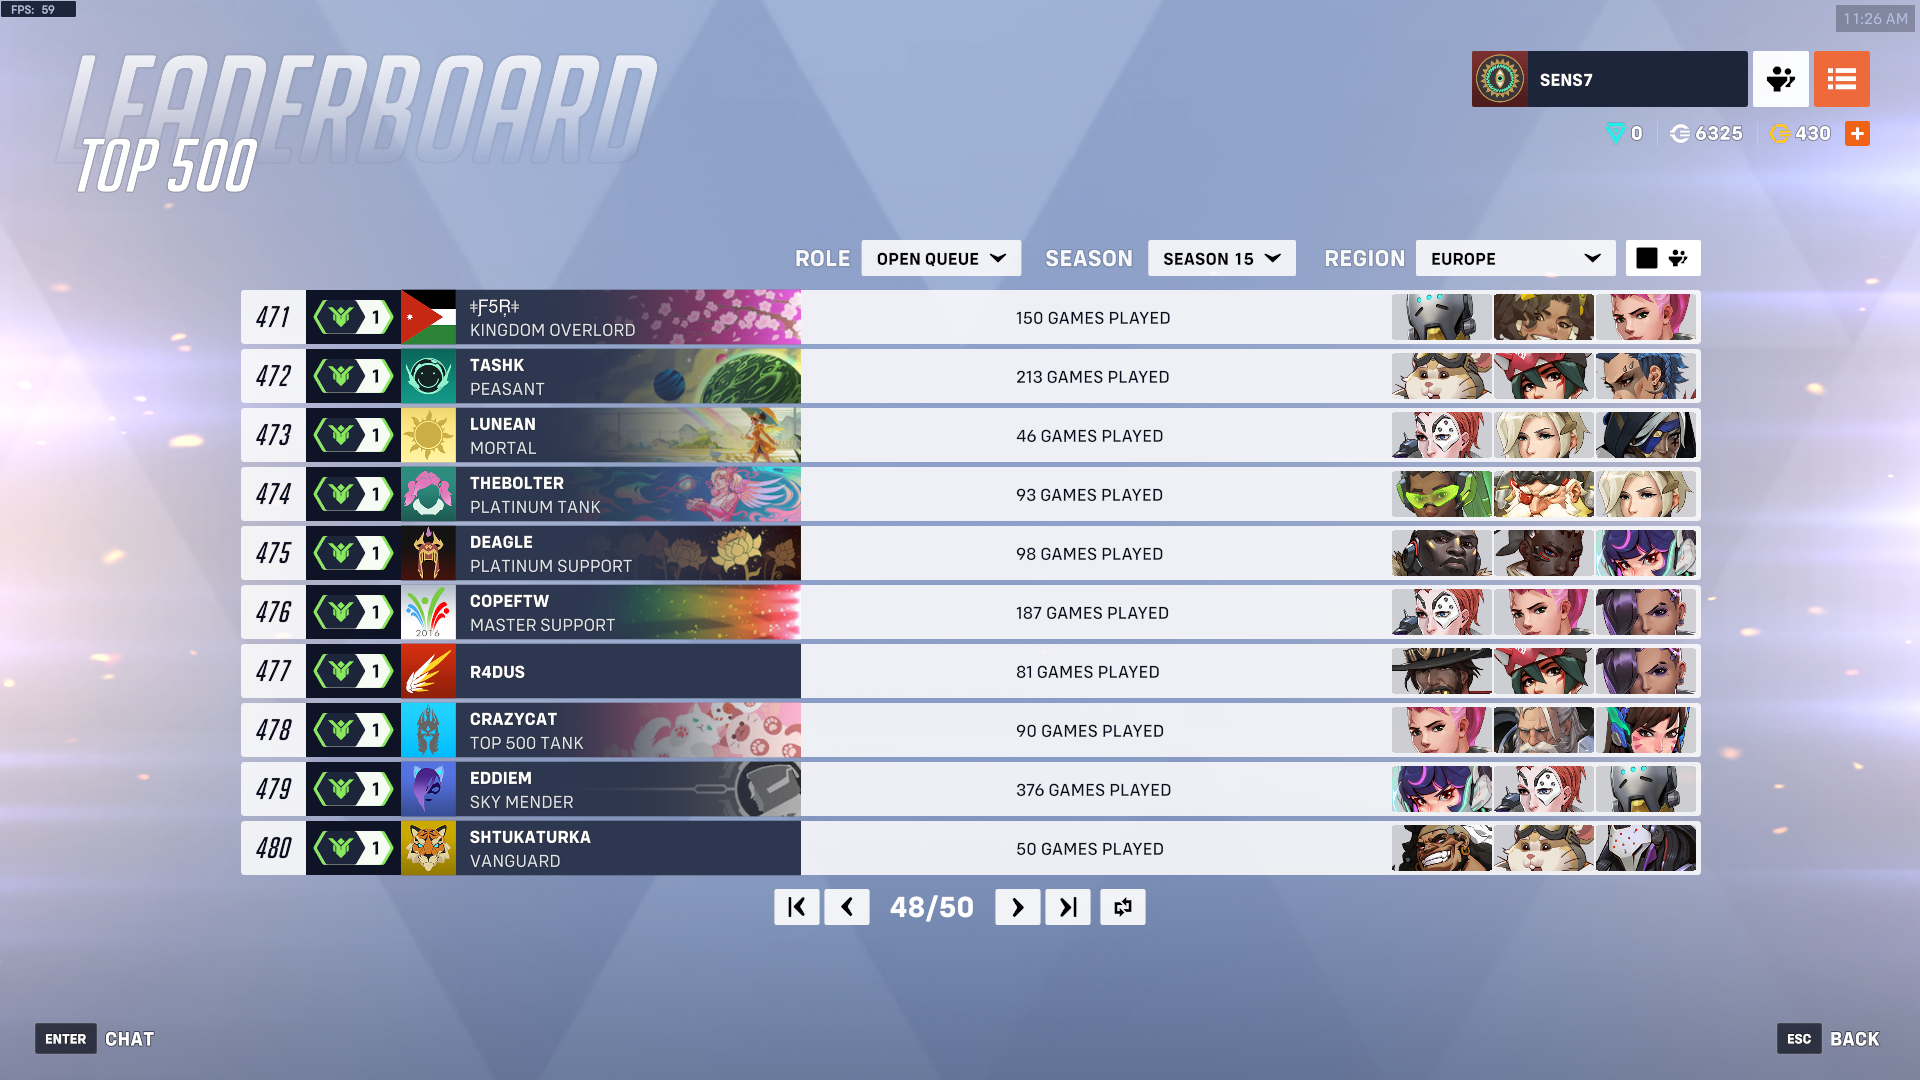 FPS: 59
11:26 AM
LEADERBOARD
TOP 500
SENS7
0 6325 430
ROLE OPEN QUEUE SEASON SEASON 15 REGION EUROPE
471 1 ǂF5Rǂ
KINGDOM OVERLORD
150 GAMES PLAYED
472 1 TASHK
PEASANT
213 GAMES PLAYED
473 1 LUNEAN
MORTAL
46 GAMES PLAYED
474 1 THEBOLTER
PLATINUM TANK
93 GAMES PLAYED
475 1 DEAGLE
PLATINUM SUPPORT
98 GAMES PLAYED
476 2016 1 COPEFTW
MASTER SUPPORT
187 GAMES PLAYED
477 1 R4DUS
81 GAMES PLAYED
478 1 CRAZYCAT
TOP 500 TANK
90 GAMES PLAYED
479 1 EDDIEM
SKY MENDER
376 GAMES PLAYED
480 1 SHTUKATURKA
VANGUARD
50 GAMES PLAYED
48/50
ENTER CHAT
ESC BACK